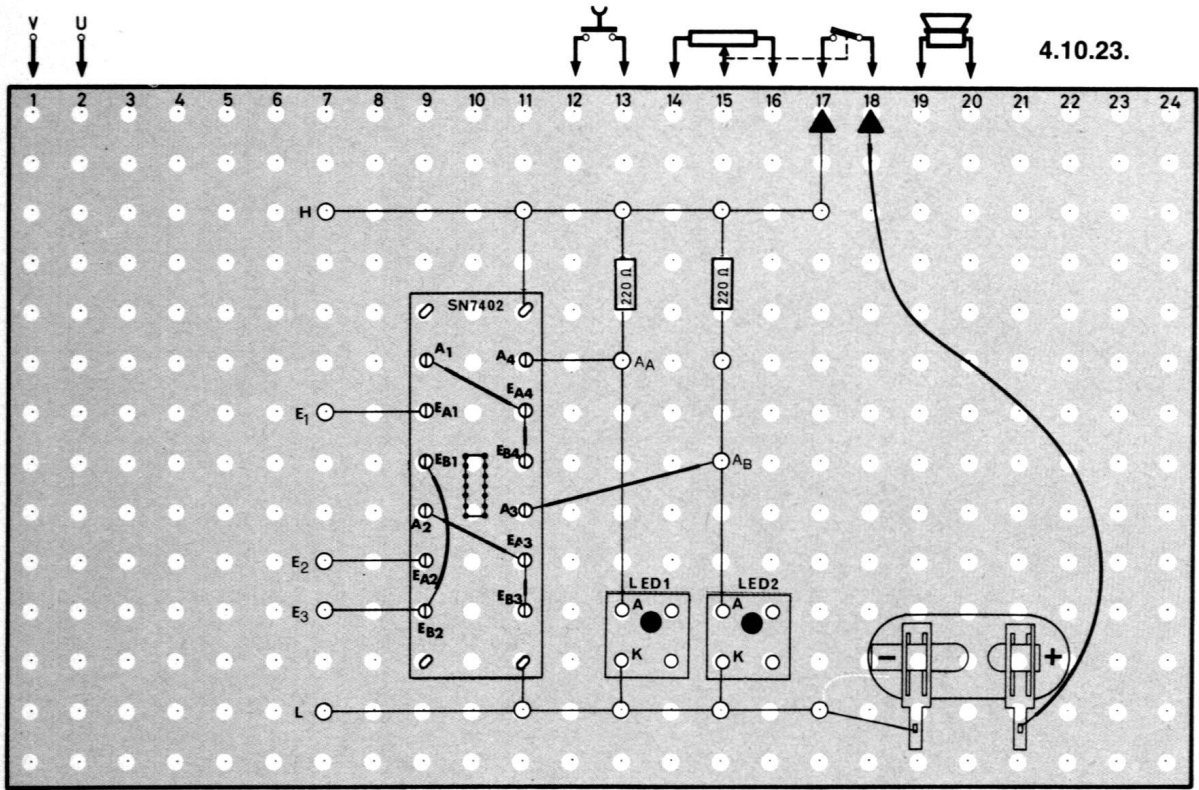 V U
4.10.23.
1 2 3 4 5 6 7 8 9 10 11 12 13 14 15 16 17 18 19 20 21 22 23 24
H
220 Ω 220 Ω
SN7402
A1 A4 AA
EA4
E1 EA1
EB1 EB4 AB
A3
A2
EA3
E2
EA2
LED1 LED2
EB3 A A
E3
EB2
K K − +
L